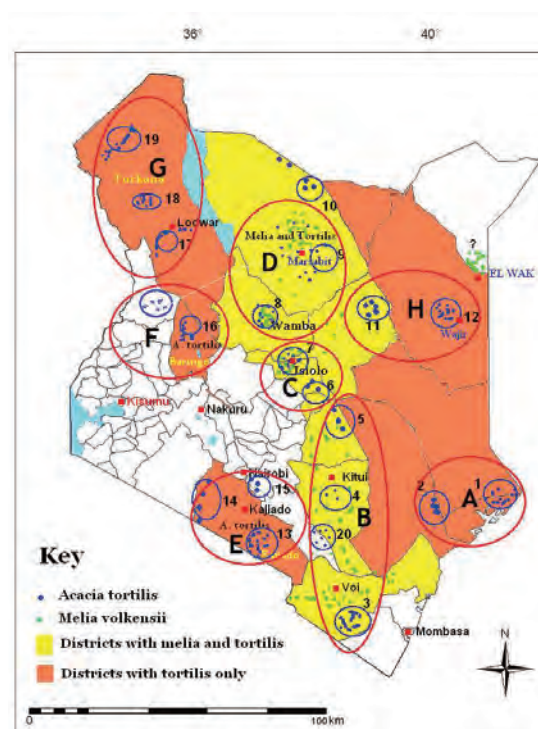 36° 40°
19
G
Turkana
18
Locwar
17
10
Melia and Tortilis
9
D
Marsabit
?
EL WAK
8
Wamba
11
H
12
Wajir
F
16
A. tortilis
Baringo
7
Isiolo
C
6
Kisumu
Nakuru
5
Nairobi
15
Kitui
4
B
14
Kajiado
A. tortilis
13
E
20
2
1
A
Voi
3
Mombasa
N
Key
Acacia tortilis
Melia volkensii
Districts with melia and tortilis
Districts with tortilis only
0 100 km